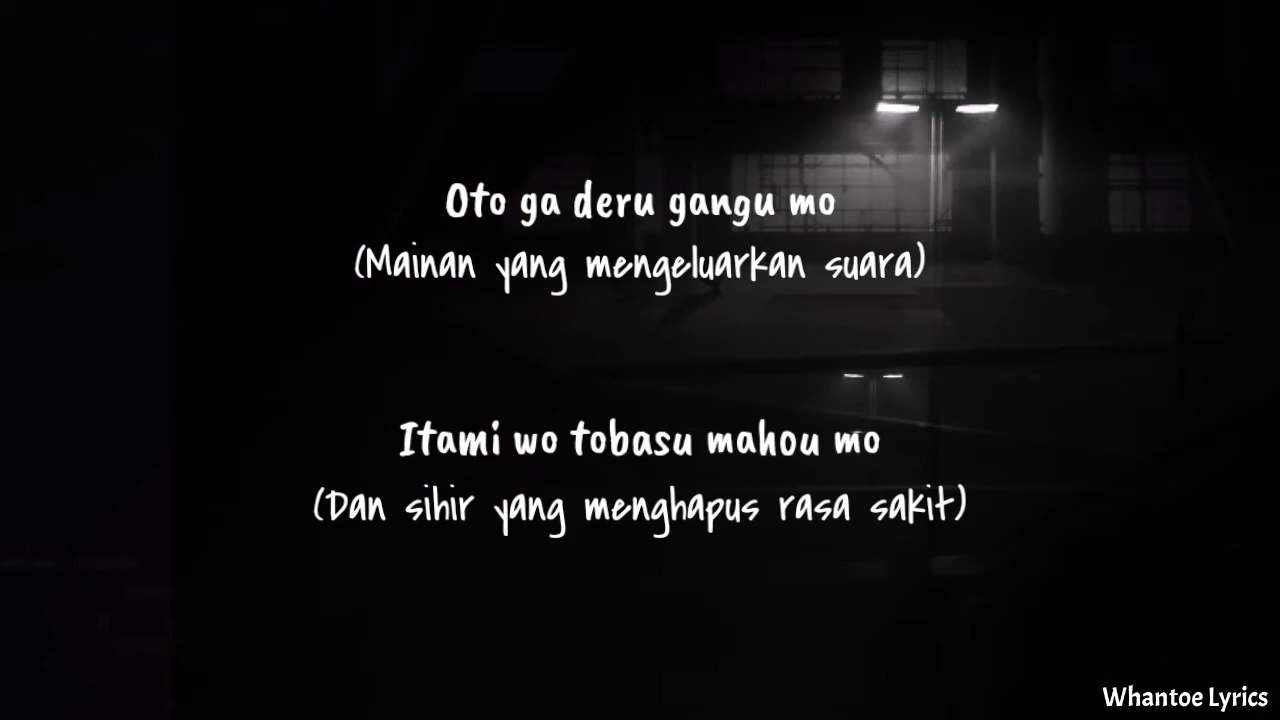 Oto ga deru gangu mo
(Mainan yang mengeluarkan suara)
Itami wo tobasu mahou mo
(Dan sihir yang menghapus rasa sakit)
Whantoe Lyrics